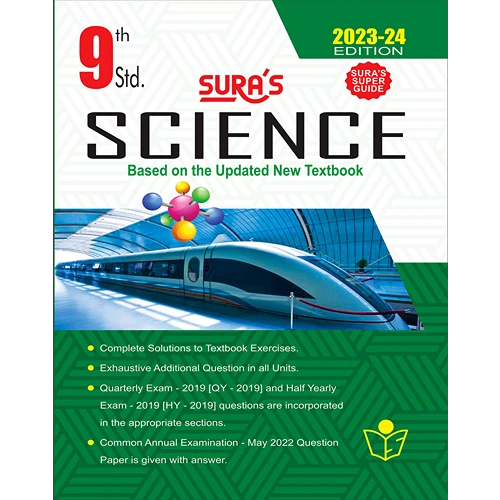 9th
Std.
2023-24
EDITION
SURA'S
SUPER
GUIDE
SURA'S
SCIENCE
Based on the Updated New Textbook
Complete Solutions to Textbook Exercises.
Exhaustive Additional Question in all Units.
Quarterly Exam - 2019 [QY - 2019] and Half Yearly
Exam - 2019 [HY - 2019] questions are incorporated
in the appropriate sections.
Common Annual Examination - May 2022 Question
Paper is given with answer.